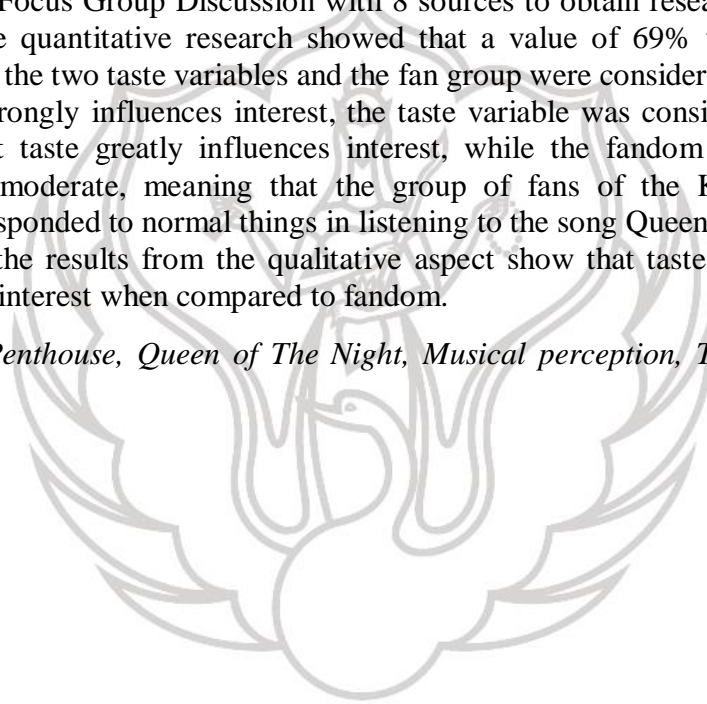 Focus Group Discussion with 8 sources to obtain resea
e quantitative research showed that a value of 69%
the two taste variables and the fan group were consider
rongly influences interest, the taste variable was consi
t taste greatly influences interest, while the fandom
moderate, meaning that the group of fans of the K
sponded to normal things in listening to the song Queen
the results from the qualitative aspect show that taste
interest when compared to fandom.
Penthouse, Queen of The Night, Musical perception, T